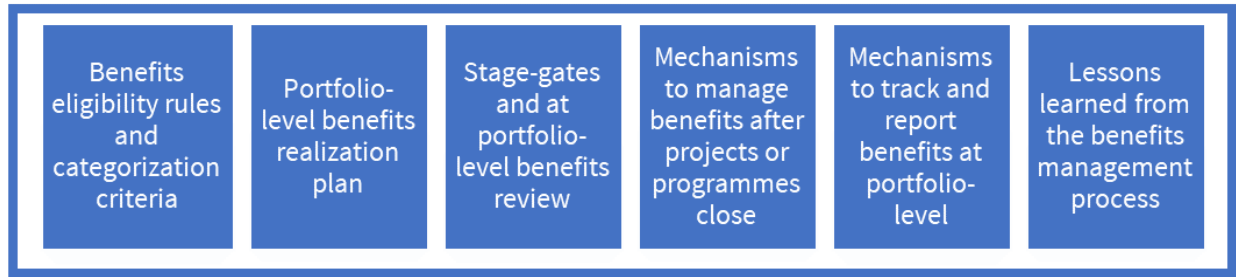 Benefits
eligibility rules
and
categorization
criteria
Portfolio-
level benefits
realization
plan
Stage-gates
and at
portfolio-
level benefits
review
Mechanisms
to manage
benefits after
projects or
programmes
close
Mechanisms
to track and
report
benefits at
portfolio-
level
Lessons
learned from
the benefits
management
process